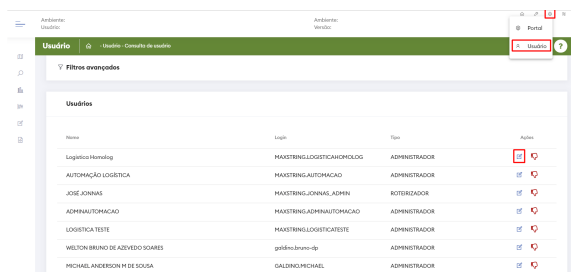 Ambiente:
Usuário:
Ambiente:
Versão:
Portal
Usuário
Usuário - Usuário - Consulta de usuário ?
Filtros avançados
Usuários
Nome Login Tipo Ações
Logística Homolog MAXSTRING.LOGISTICAHOMOLOG ADMINISTRADOR
AUTOMAÇÃO LOGÍSTICA MAXSTRING.AUTOMACAO ADMINISTRADOR
JOSÉ JONNAS MAXSTRING.JONNAS_ADMIN ROTEIRIZADOR
ADMINAUTOMACAO MAXSTRING.ADMINAUTOMACAO ADMINISTRADOR
LOGISTICA TESTE MAXSTRING.LOGISTICATESTE ADMINISTRADOR
WELTON BRUNO DE AZEVEDO SOARES galdino.bruno-dp ADMINISTRADOR
MICHAEL ANDERSON M DE SOUSA GALDINO.MICHAEL ADMINISTRADOR